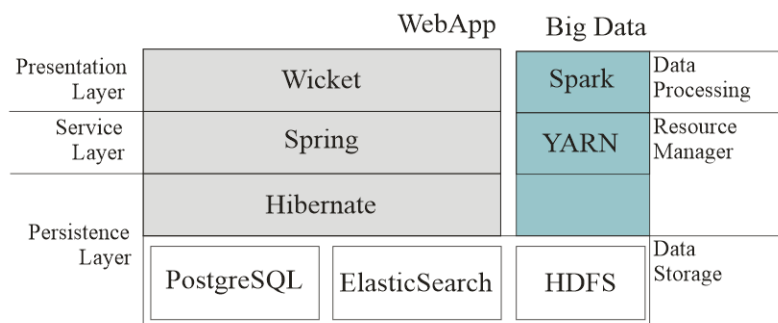 WebApp Big Data
Presentation
Layer
Wicket
Spark
Data
Processing
Service
Layer
Spring
YARN
Resource
Manager
Hibernate
Persistence
Layer
PostgreSQL
ElasticSearch
HDFS
Data
Storage